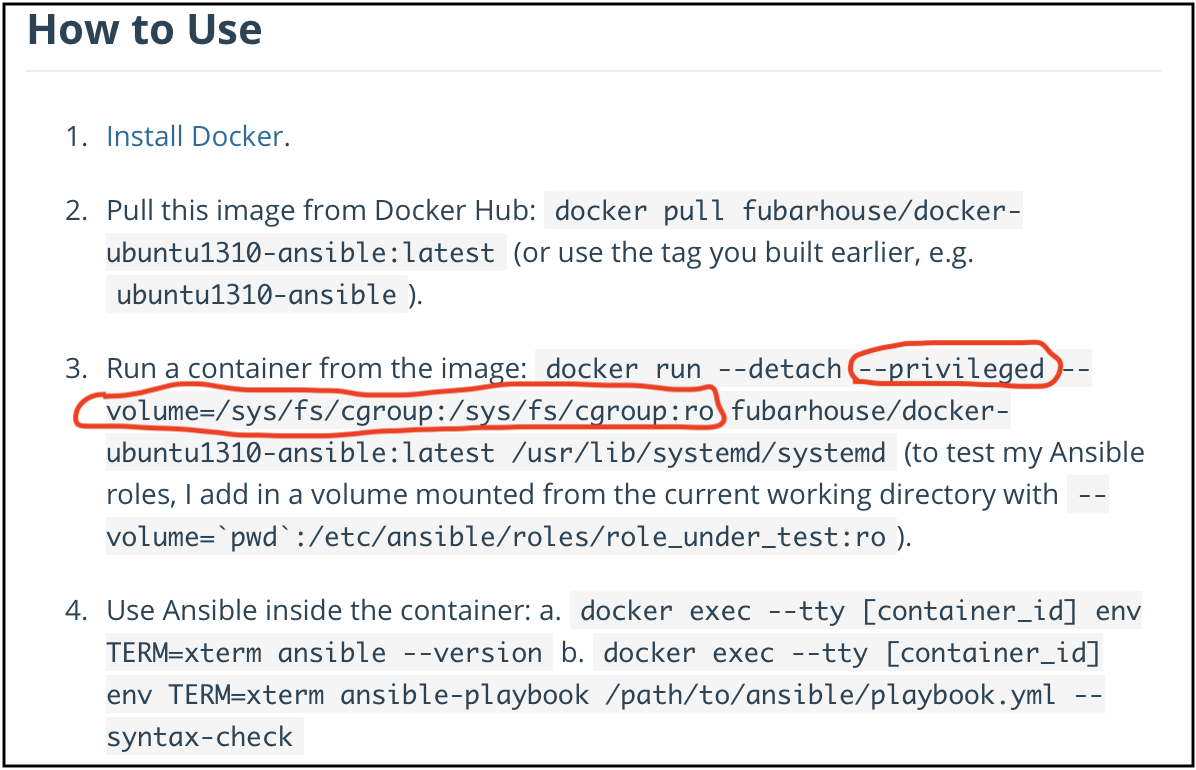 How to Use
1. Install Docker.
2. Pull this image from Docker Hub: docker pull fubarhouse/docker-
ubuntu1310-ansible:latest (or use the tag you built earlier, e.g.
ubuntu1310-ansible ).
3. Run a container from the image: docker run --detach --privileged --
volume=/sys/fs/cgroup:/sys/fs/cgroup:ro fubarhouse/docker-
ubuntu1310-ansible:latest /usr/lib/systemd/systemd (to test my Ansible
roles, I add in a volume mounted from the current working directory with --
volume=`pwd`:/etc/ansible/roles/role_under_test:ro ).
4. Use Ansible inside the container: a. docker exec --tty [container_id] env
TERM=xterm ansible --version b. docker exec --tty [container_id]
env TERM=xterm ansible-playbook /path/to/ansible/playbook.yml --
syntax-check